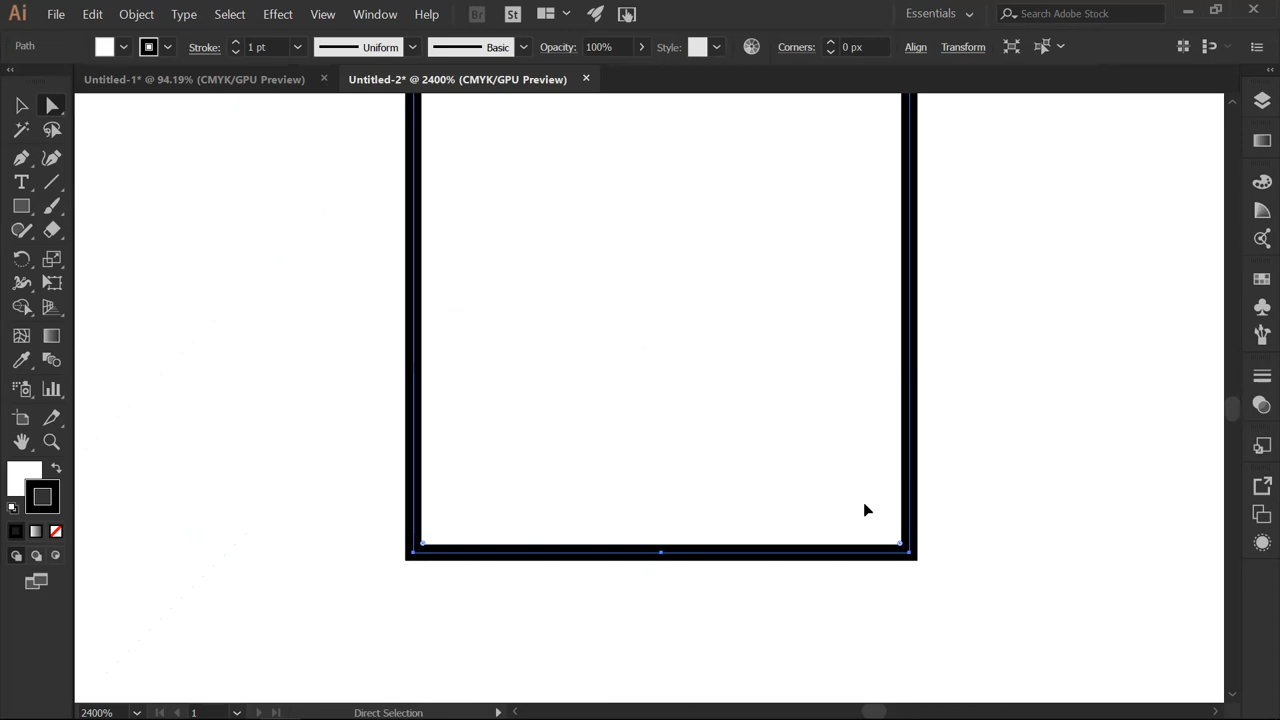 Ai File Edit Object Type Select Effect View Window Help Br St Essentials Search Adobe Stock
Path Stroke: 1 pt Uniform Basic Opacity: 100% Style: Corners: 0 px Align Transform
Untitled-1* @ 94.19% (CMYK/GPU Preview) Untitled-2* @ 2400% (CMYK/GPU Preview)
T
2400% 1 Direct Selection